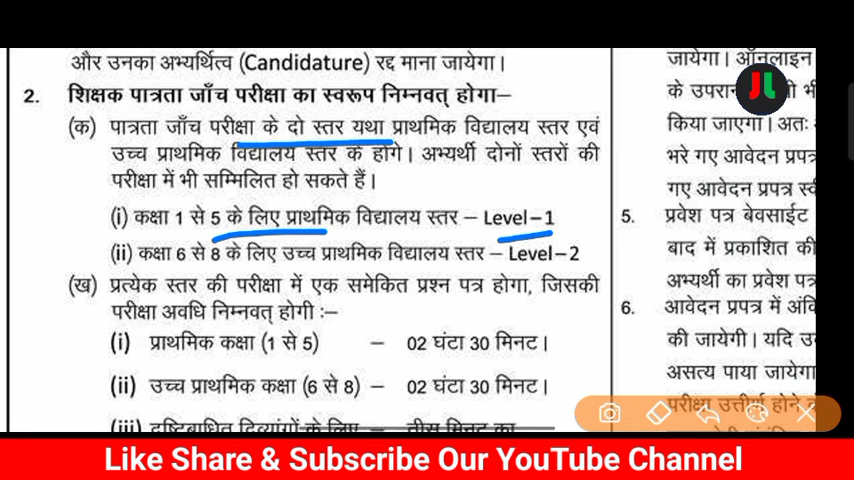 और उनका अभ्यर्थित्व (Candidature) रद्द माना जायेगा।
2. शिक्षक पात्रता जाँच परीक्षा का स्वरूप निम्नवत् होगा–
(क) पात्रता जाँच परीक्षा के दो स्तर यथा प्राथमिक विद्यालय स्तर एवं
उच्च प्राथमिक विद्यालय स्तर के होंगे। अभ्यर्थी दोनों स्तरों की
परीक्षा में भी सम्मिलित हो सकते हैं।
(i) कक्षा 1 से 5 के लिए प्राथमिक विद्यालय स्तर – Level–1
(ii) कक्षा 6 से 8 के लिए उच्च प्राथमिक विद्यालय स्तर – Level–2
(ख) प्रत्येक स्तर की परीक्षा में एक समेकित प्रश्न पत्र होगा, जिसकी
परीक्षा अवधि निम्नवत् होगी :–
(i) प्राथमिक कक्षा (1 से 5) – 02 घंटा 30 मिनट।
(ii) उच्च प्राथमिक कक्षा (6 से 8) – 02 घंटा 30 मिनट।
(iii) दृष्टिबाधित दिव्यांगों के लिए – तीस मिनट का
जायेगा। ऑनलाइन
के उपरान्त भी
किया जाएगा। अतः
भरे गए आवेदन प्रपत्र
गए आवेदन प्रपत्र
5. प्रवेश पत्र बेवसाईट
बाद में प्रकाशित की
अभ्यर्थी का प्रवेश पत्र
6. आवेदन प्रपत्र में
की जायेगी। यदि
असत्य पाया जायेगा
परीक्षा उत्तीर्ण होने
JL
Like Share & Subscribe Our YouTube Channel